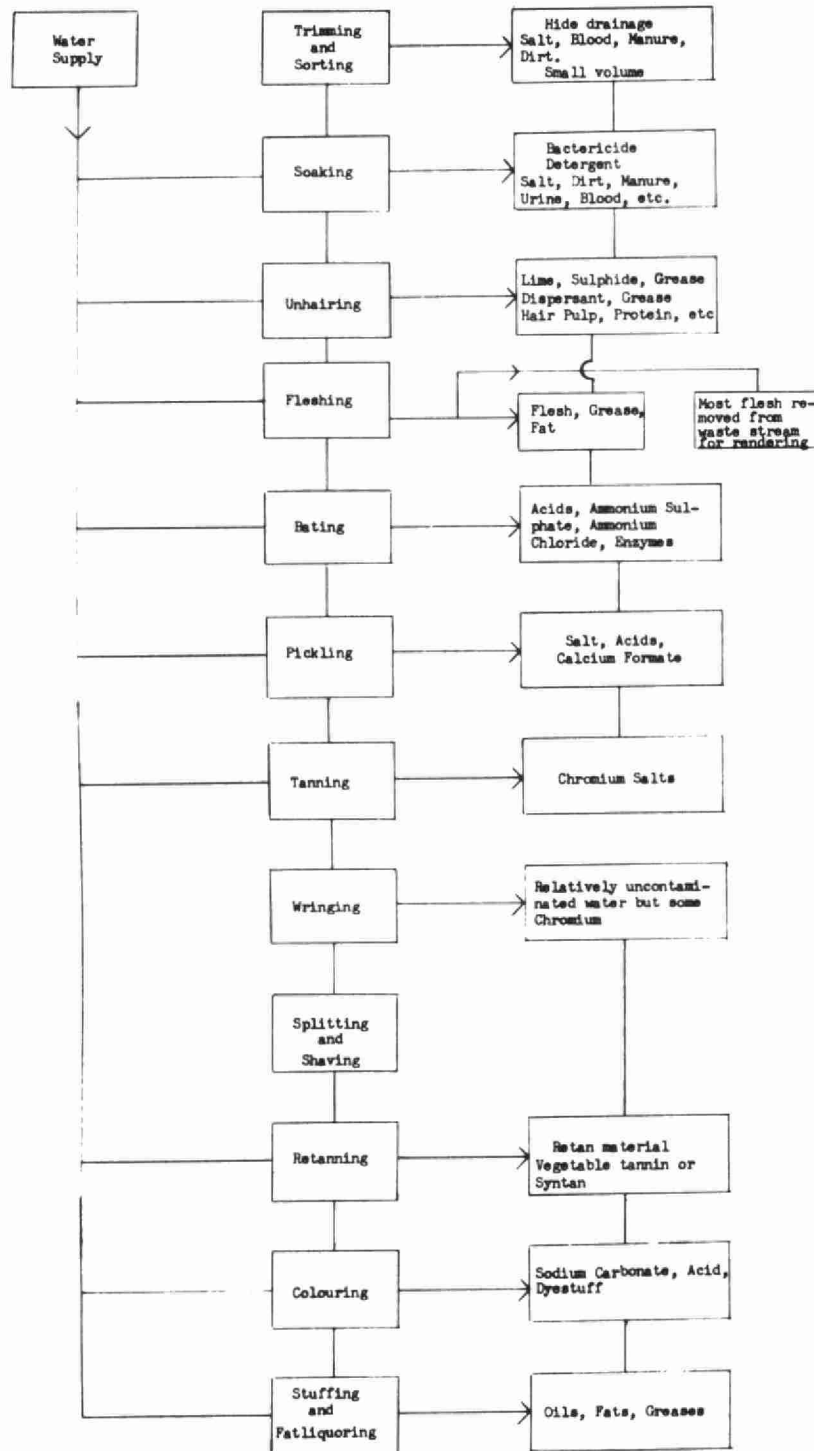 Water
Supply
Trimming
and
Sorting
Hide drainage
Salt, Blood, Manure,
Dirt.
Small volume
Soaking
Bactericide
Detergent
Salt, Dirt, Manure,
Urine, Blood, etc.
Unhairing
Lime, Sulphide, Grease
Dispersant, Grease
Hair Pulp, Protein, etc
Fleshing
Flesh, Grease,
Fat
Most flesh re-
moved from
waste stream
for rendering
Bating
Acids, Ammonium Sul-
phate, Ammonium
Chloride, Enzymes
Pickling
Salt, Acids,
Calcium Formate
Tanning
Chromium Salts
Wringing
Relatively uncontami-
nated water but some
Chromium
Splitting
and
Shaving
Retanning
Retan material
Vegetable tannin or
Syntan
Colouring
Sodium Carbonate, Acid,
Dyestuff
Stuffing
and
Fatliquoring
Oils, Fats, Greases